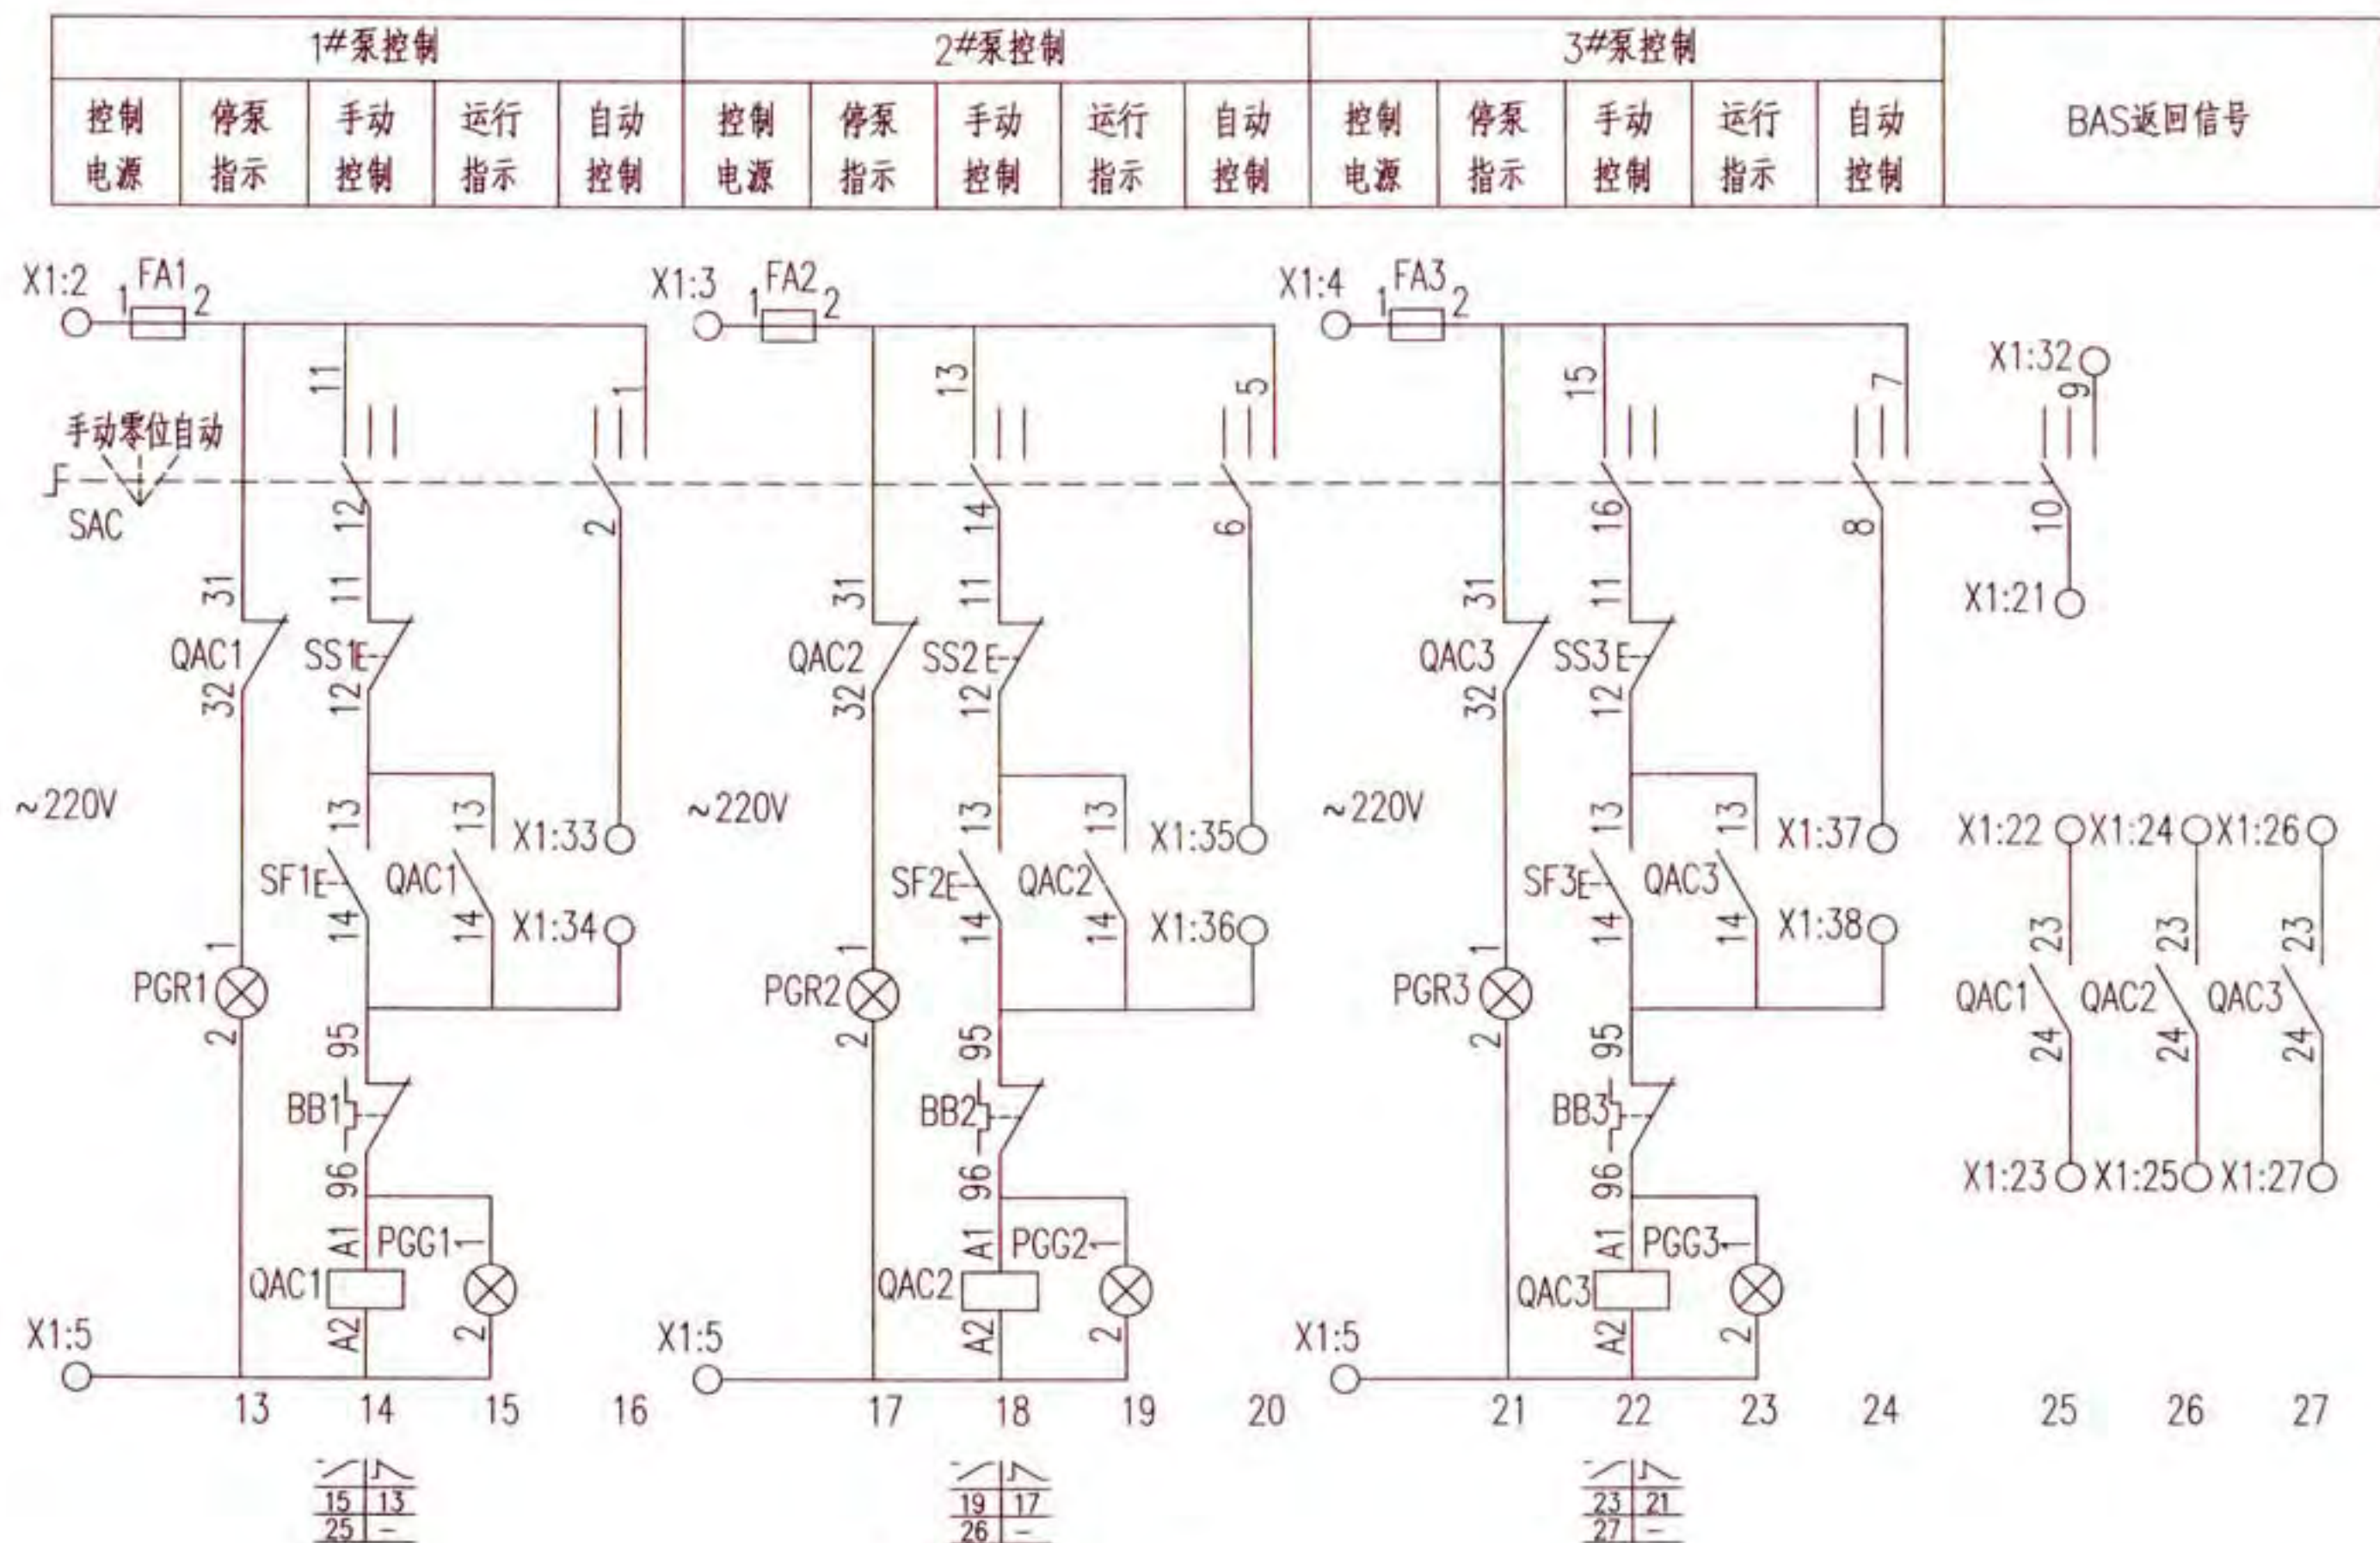 1#泵控制 2#泵控制 3#泵控制 BAS返回信号
控制电源 停泵指示 手动控制 运行指示 自动控制 控制电源 停泵指示 手动控制 运行指示 自动控制 控制电源 停泵指示 手动控制 运行指示 自动控制
X1:2 1 FA1 2 X1:3 1 FA2 2 X1:4 1 FA3 2
X1:32
11 1 13 5 15 7 9
手动零位自动
SAC
12 2 14 6 16 8 10
31 11 31 11 31 11 X1:21
QAC1 SS1E QAC2 SS2E QAC3 SS3E
32 12 32 12 32 12
~220V 13 13 X1:33 ~220V 13 13 X1:35 ~220V 13 13 X1:37 X1:22 X1:24 X1:26
SF1E QAC1 SF2E QAC2 SF3E QAC3
14 14 X1:34 14 14 X1:36 14 14 X1:38 23 23 23
1 1 1
PGR1 PGR2 PGR3 QAC1 QAC2 QAC3
2 95 2 95 2 95 24 24 24
BB1 BB2 BB3
96 96 96 X1:23 X1:25 X1:27
A1 PGG1 1 A1 PGG2 1 A1 PGG3 1
QAC1 QAC2 QAC3
X1:5 A2 2 X1:5 A2 2 X1:5 A2 2
13 14 15 16 17 18 19 20 21 22 23 24 25 26 27
15 13 19 17 23 21
25 - 26 - 27 -